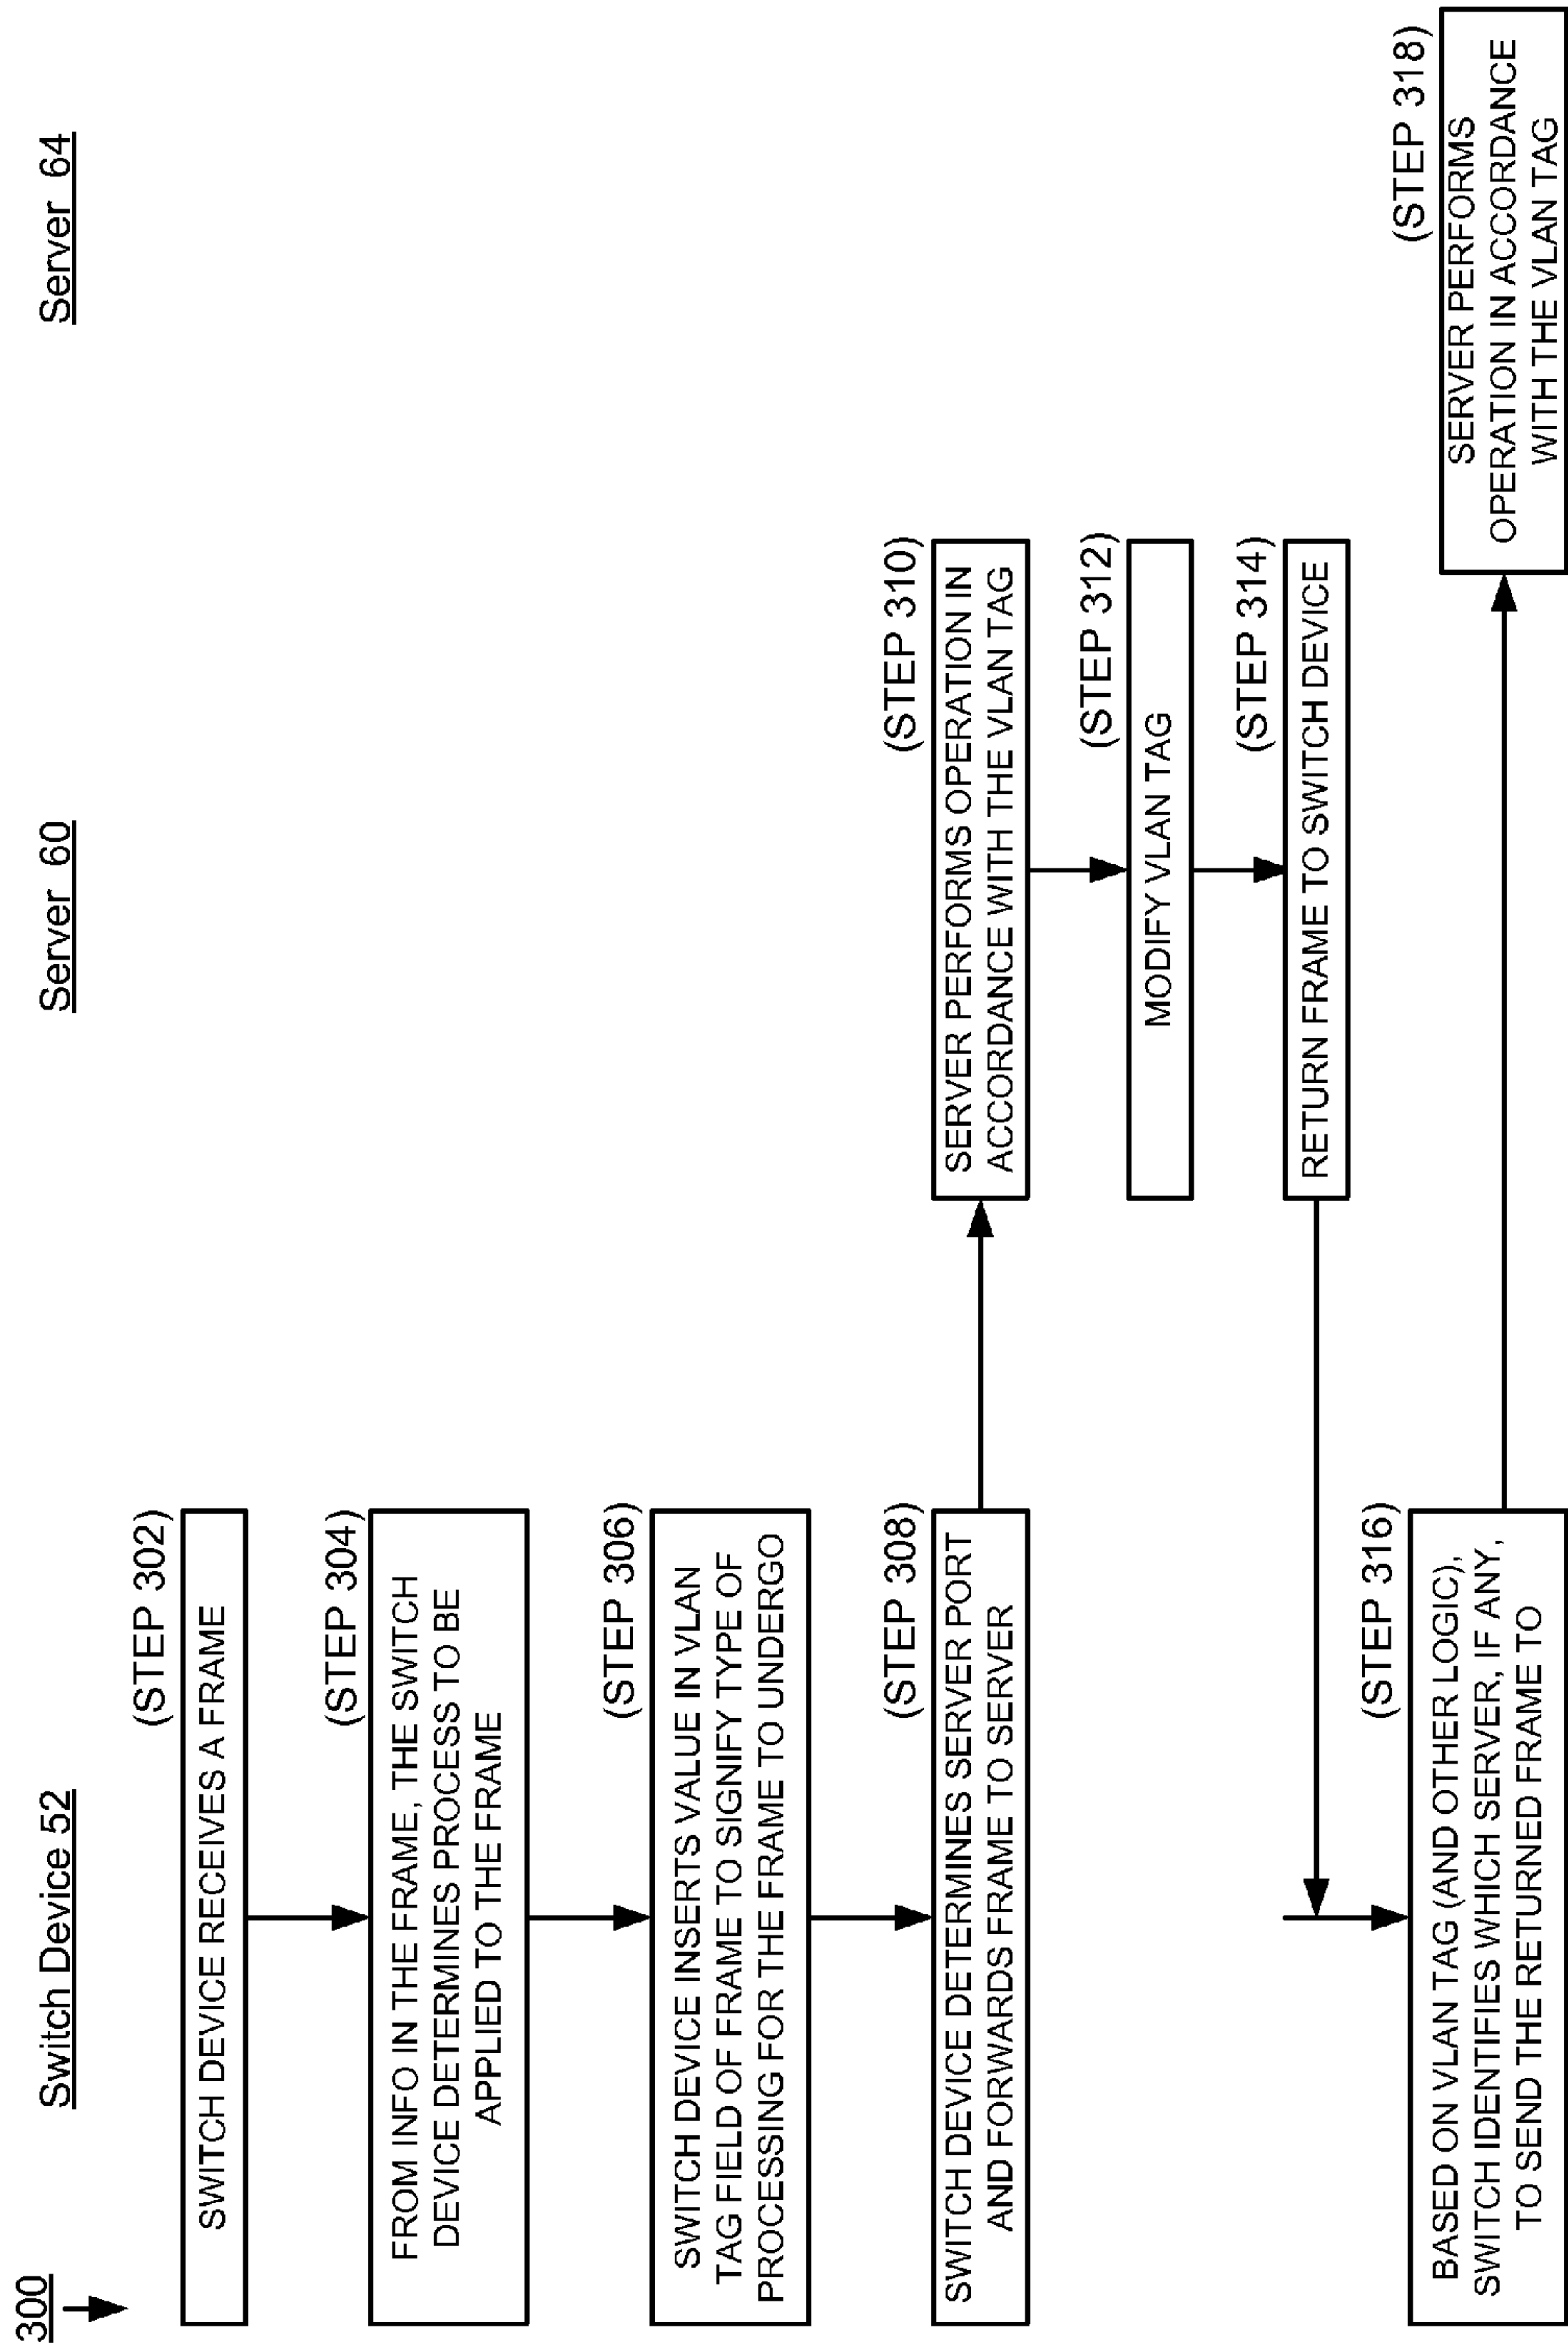 300
Switch Device 52
Server 60
Server 64
(STEP 302)
SWITCH DEVICE RECEIVES A FRAME
(STEP 304)
FROM INFO IN THE FRAME, THE SWITCH
DEVICE DETERMINES PROCESS TO BE
APPLIED TO THE FRAME
(STEP 306)
SWITCH DEVICE INSERTS VALUE IN VLAN
TAG FIELD OF FRAME TO SIGNIFY TYPE OF
PROCESSING FOR THE FRAME TO UNDERGO
(STEP 308)
SWITCH DEVICE DETERMINES SERVER PORT
AND FORWARDS FRAME TO SERVER
(STEP 310)
SERVER PERFORMS OPERATION IN
ACCORDANCE WITH THE VLAN TAG
(STEP 312)
MODIFY VLAN TAG
(STEP 314)
RETURN FRAME TO SWITCH DEVICE
(STEP 316)
BASED ON VLAN TAG (AND OTHER LOGIC),
SWITCH IDENTIFIES WHICH SERVER, IF ANY,
TO SEND THE RETURNED FRAME TO
(STEP 318)
SERVER PERFORMS
OPERATION IN ACCORDANCE
WITH THE VLAN TAG